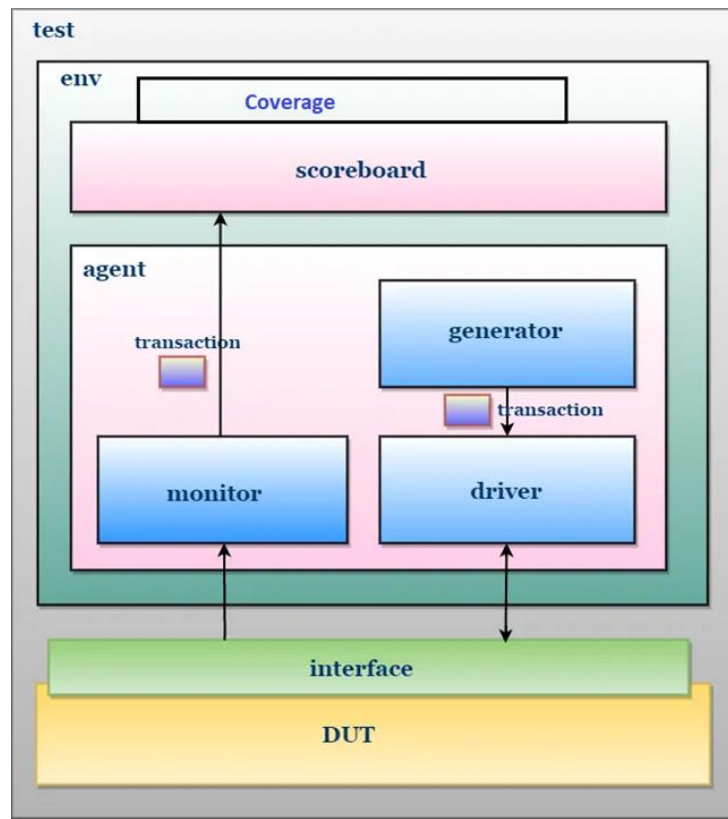 test
env
Coverage
scoreboard
agent
transaction
generator
transaction
monitor
driver
interface
DUT